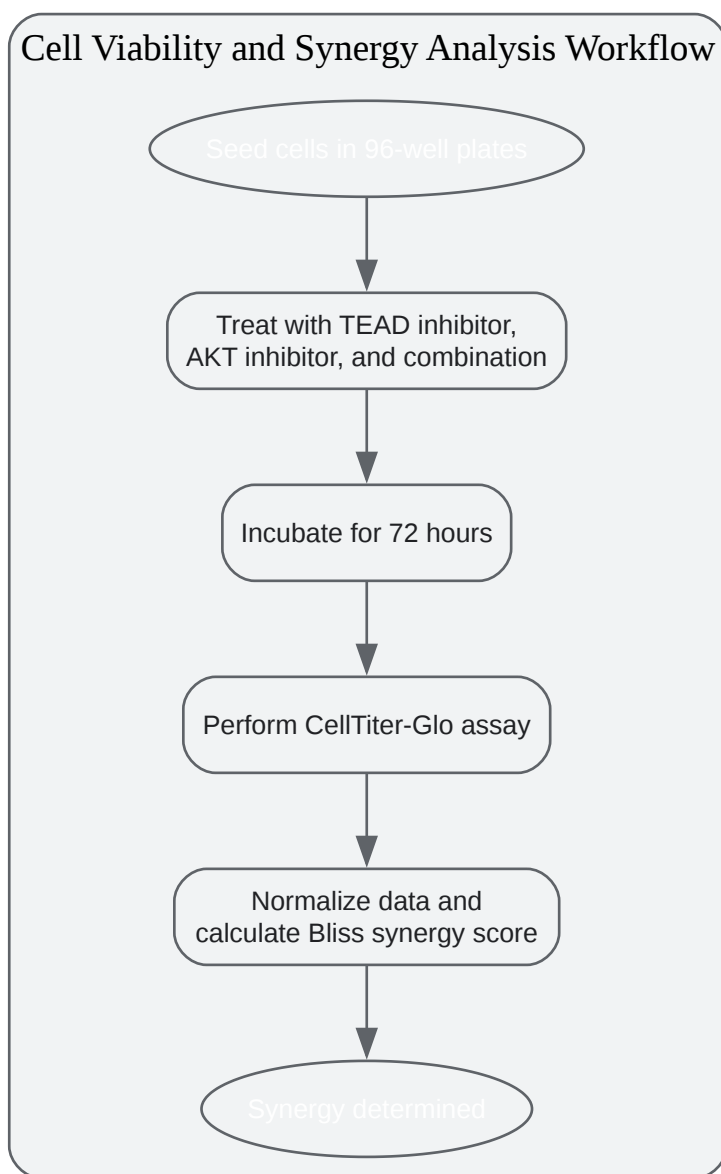 Cell Viability and Synergy Analysis Workflow
Seed cells in 96-well plates
Treat with TEAD inhibitor,
AKT inhibitor, and combination
Incubate for 72 hours
Perform CellTiter-Glo assay
Normalize data and
calculate Bliss synergy score
Synergy determined